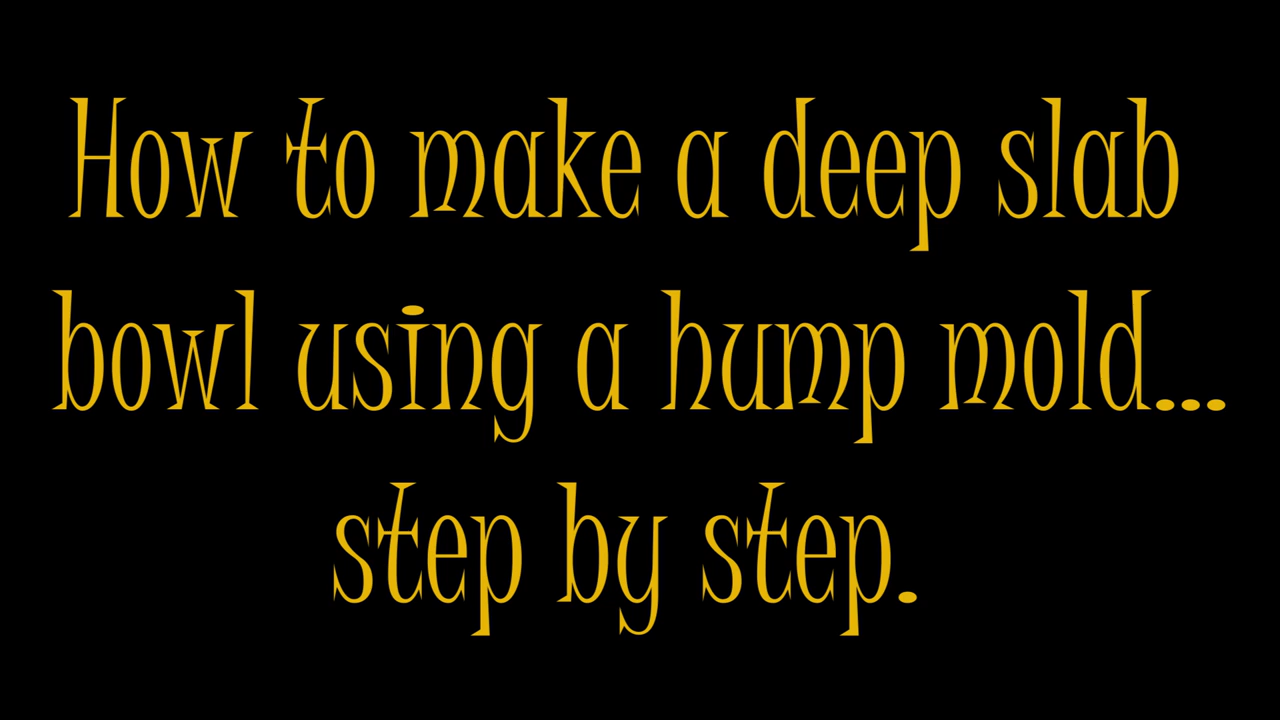 How to make a deep slab
bowl using a hump mold...
step by step.